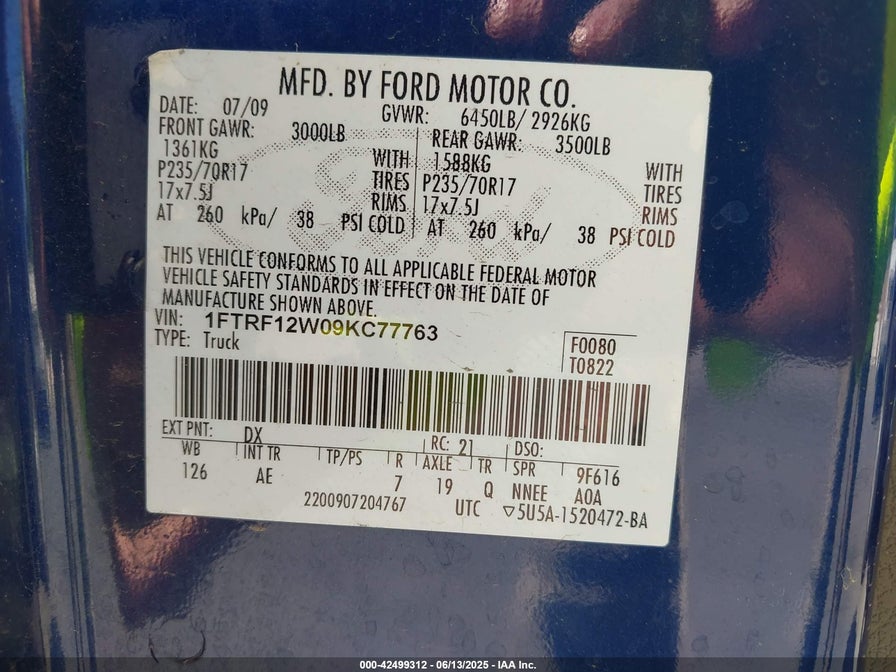 MFD. BY FORD MOTOR CO.
DATE: 07/09 GVWR: 6450LB/ 2926KG
FRONT GAWR: 3000LB REAR GAWR: 3500LB
1361KG WITH 1588KG WITH
P235/70R17 TIRES P235/70R17 TIRES
17x7.5J RIMS 17x7.5J RIMS
AT 260 kPa/ 38 PSI COLD AT 260 kPa/ 38 PSI COLD
THIS VEHICLE CONFORMS TO ALL APPLICABLE FEDERAL MOTOR
VEHICLE SAFETY STANDARDS IN EFFECT ON THE DATE OF
MANUFACTURE SHOWN ABOVE.
VIN: 1FTRF12W09KC77763
TYPE: Truck
F0080
T0822
EXT PNT: DX RC: 21 DSO:
WB INT TR TP/PS R AXLE TR SPR 9F616
126 AE 7 19 Q NNEE A0A
2200907204767 UTC ▽5U5A-1520472-BA
000-42499312 - 06/13/2025 - IAA Inc.